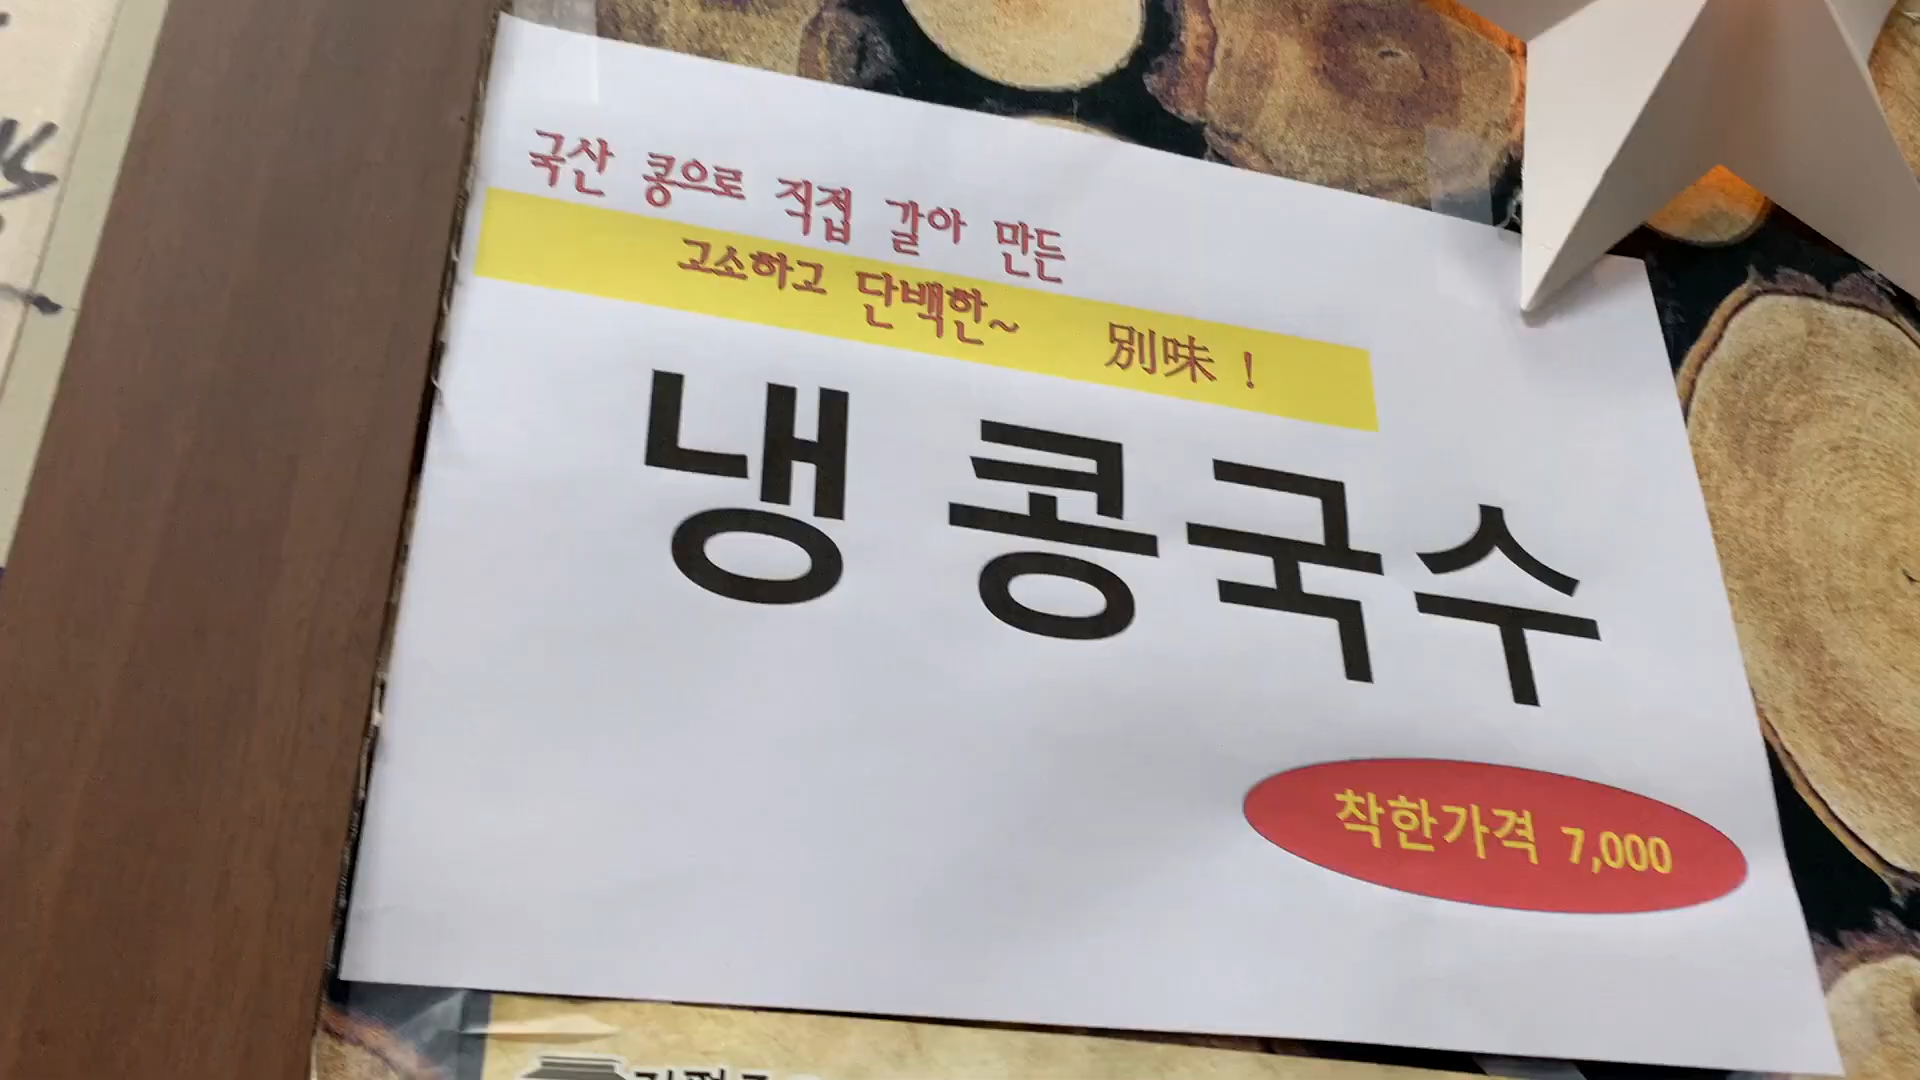 국산 콩으로 직접 갈아 만든
고소하고 단백한~ 別味 !
냉 콩국수
착한가격 7,000